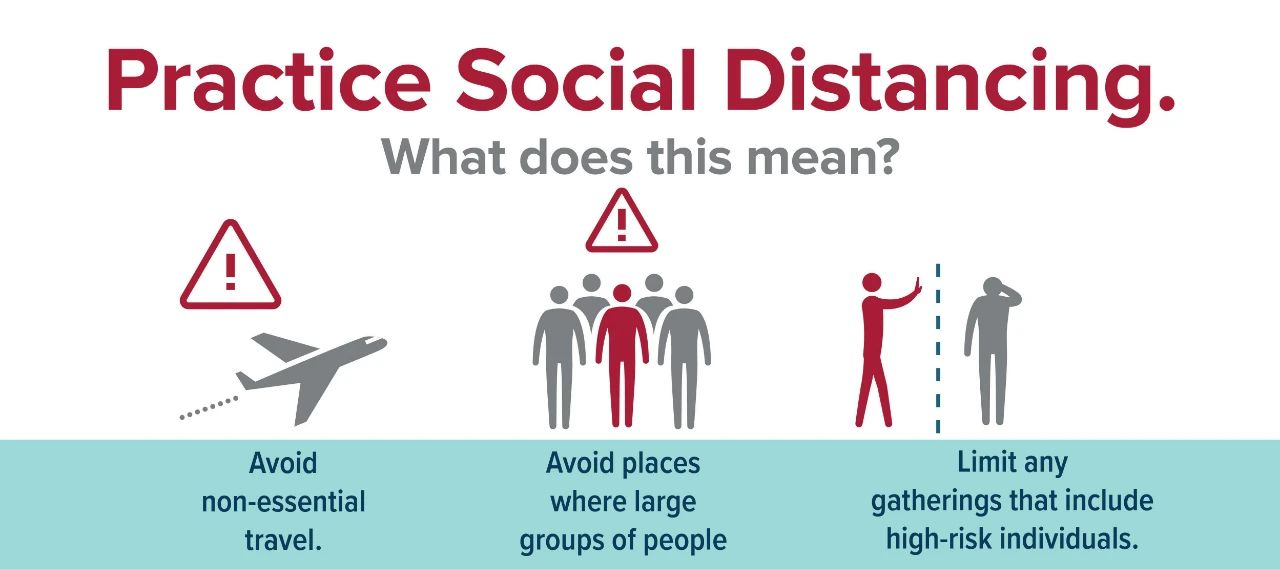 Practice Social Distancing.
What does this mean?
Avoid
non-essential
travel.
Avoid places
where large
groups of people
Limit any
gatherings that include
high-risk individuals.